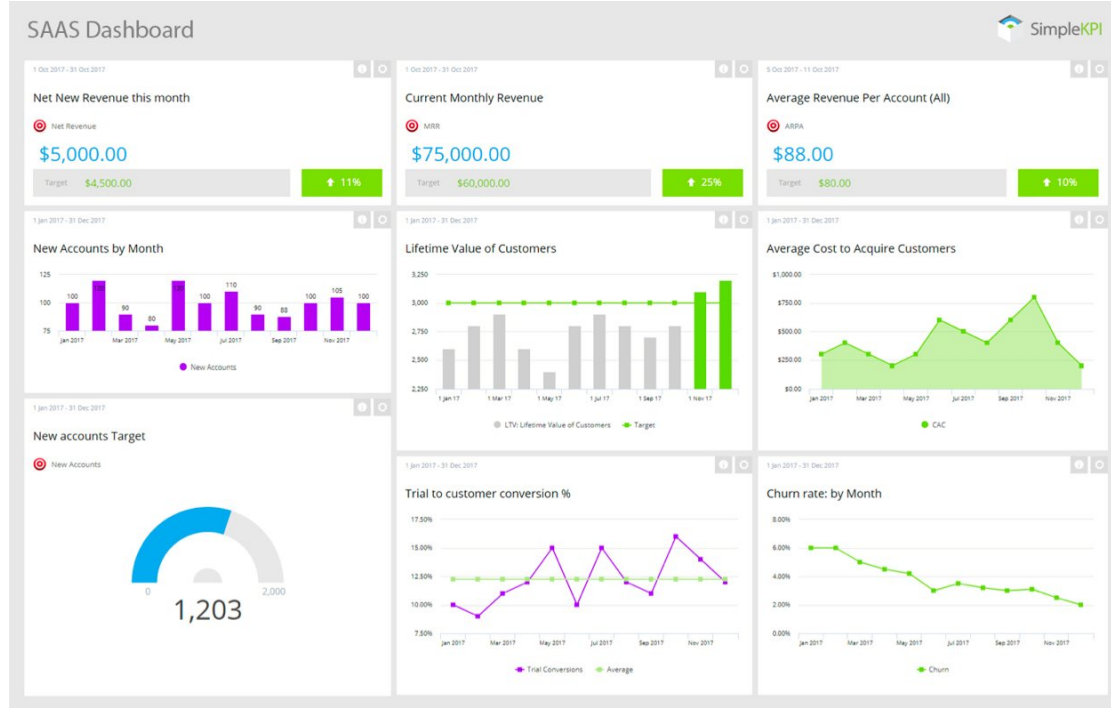 SAAS Dashboard
SimpleKPI
1 Oct 2017 - 31 Oct 2017
Net New Revenue this month
Net Revenue
$5,000.00
Target $4,500.00
11%
1 Oct 2017 - 31 Oct 2017
Current Monthly Revenue
MRR
$75,000.00
Target $60,000.00
25%
5 Oct 2017 - 11 Oct 2017
Average Revenue Per Account (All)
ARPA
$88.00
Target $80.00
10%
1 Jan 2017 - 31 Dec 2017
New Accounts by Month
125
100
75
100
90
80
100
110
90
88
100
105
100
Jan 2017 Mar 2017 May 2017 Jul 2017 Sep 2017 Nov 2017
New Accounts
1 Jan 2017 - 31 Dec 2017
Lifetime Value of Customers
3,250
3,000
2,750
2,500
2,250
1 Jan 17 1 Mar 17 1 May 17 1 Jul 17 1 Sep 17 1 Nov 17
LTV: Lifetime Value of Customers Target
1 Jan 2017 - 31 Dec 2017
Average Cost to Acquire Customers
$1,000.00
$750.00
$500.00
$250.00
$0.00
Jan 2017 Mar 2017 May 2017 Jul 2017 Sep 2017 Nov 2017
CAC
1 Jan 2017 - 31 Dec 2017
New accounts Target
New Accounts
0 2,000
1,203
1 Jan 2017 - 31 Dec 2017
Trial to customer conversion %
17.50%
15.00%
12.50%
10.00%
7.50%
Jan 2017 Mar 2017 May 2017 Jul 2017 Sep 2017 Nov 2017
Trial Conversions Average
1 Jan 2017 - 31 Dec 2017
Churn rate: by Month
8.00%
6.00%
4.00%
2.00%
0.00%
Jan 2017 Mar 2017 May 2017 Jul 2017 Sep 2017 Nov 2017
Churn